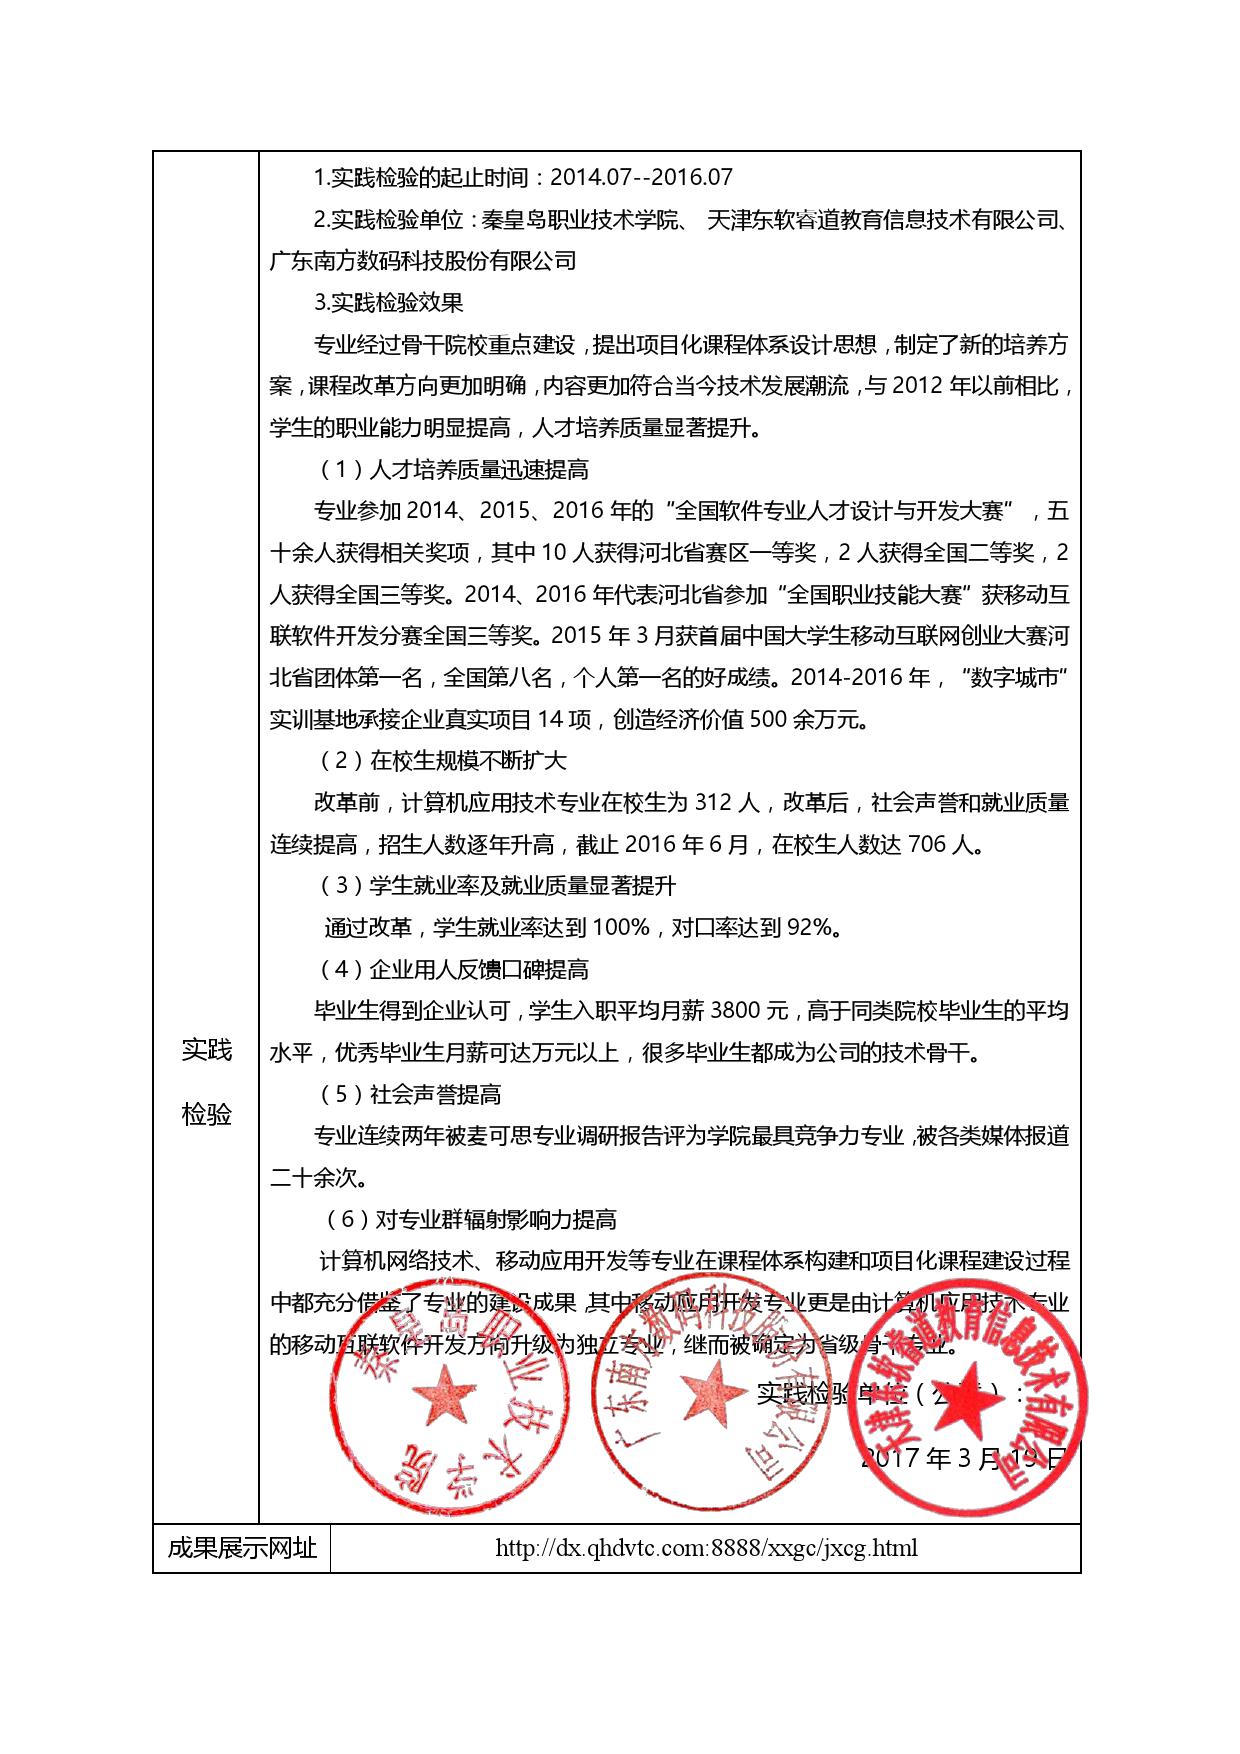 1.实践检验的起止时间：2014.07--2016.07
2.实践检验单位：秦皇岛职业技术学院、 天津东软睿道教育信息技术有限公司、
广东南方数码科技股份有限公司
3.实践检验效果
专业经过骨干院校重点建设，提出项目化课程体系设计思想，制定了新的培养方
案，课程改革方向更加明确，内容更加符合当今技术发展潮流，与 2012 年以前相比，
学生的职业能力明显提高，人才培养质量显著提升。
（1）人才培养质量迅速提高
专业参加 2014、2015、2016 年的“全国软件专业人才设计与开发大赛”，五
十余人获得相关奖项，其中 10 人获得河北省赛区一等奖，2 人获得全国二等奖，2
人获得全国三等奖。2014、2016 年代表河北省参加“全国职业技能大赛”获移动互
联软件开发分赛全国三等奖。2015 年 3 月获首届中国大学生移动互联网创业大赛河
北省团体第一名，全国第八名，个人第一名的好成绩。2014-2016 年，“数字城市”
实训基地承接企业真实项目 14 项，创造经济价值 500 余万元。
（2）在校生规模不断扩大
改革前，计算机应用技术专业在校生为 312 人，改革后，社会声誉和就业质量
连续提高，招生人数逐年升高，截止 2016 年 6 月，在校生人数达 706 人。
（3）学生就业率及就业质量显著提升
通过改革，学生就业率达到 100%，对口率达到 92%。
（4）企业用人反馈口碑提高
毕业生得到企业认可，学生入职平均月薪 3800 元，高于同类院校毕业生的平均
水平，优秀毕业生月薪可达万元以上，很多毕业生都成为公司的技术骨干。
（5）社会声誉提高
专业连续两年被麦可思专业调研报告评为学院最具竞争力专业，被各类媒体报道
二十余次。
（6）对专业群辐射影响力提高
计算机网络技术、移动应用开发等专业在课程体系构建和项目化课程建设过程
中都充分借鉴了专业的建设成果，其中移动应用开发专业更是由计算机应用技术专业
的移动互联软件开发方向升级为独立专业，继而被确定为省级骨干专业。
实践检验单位（公章）：
2017 年 3 月 19 日
实践
检验
秦皇岛职业技术学院
广东南方数码科技股份有限公司
天津东软睿道教育信息技术有限公司
成果展示网址 http://dx.qhdvtc.com:8888/xxgc/jxcg.html